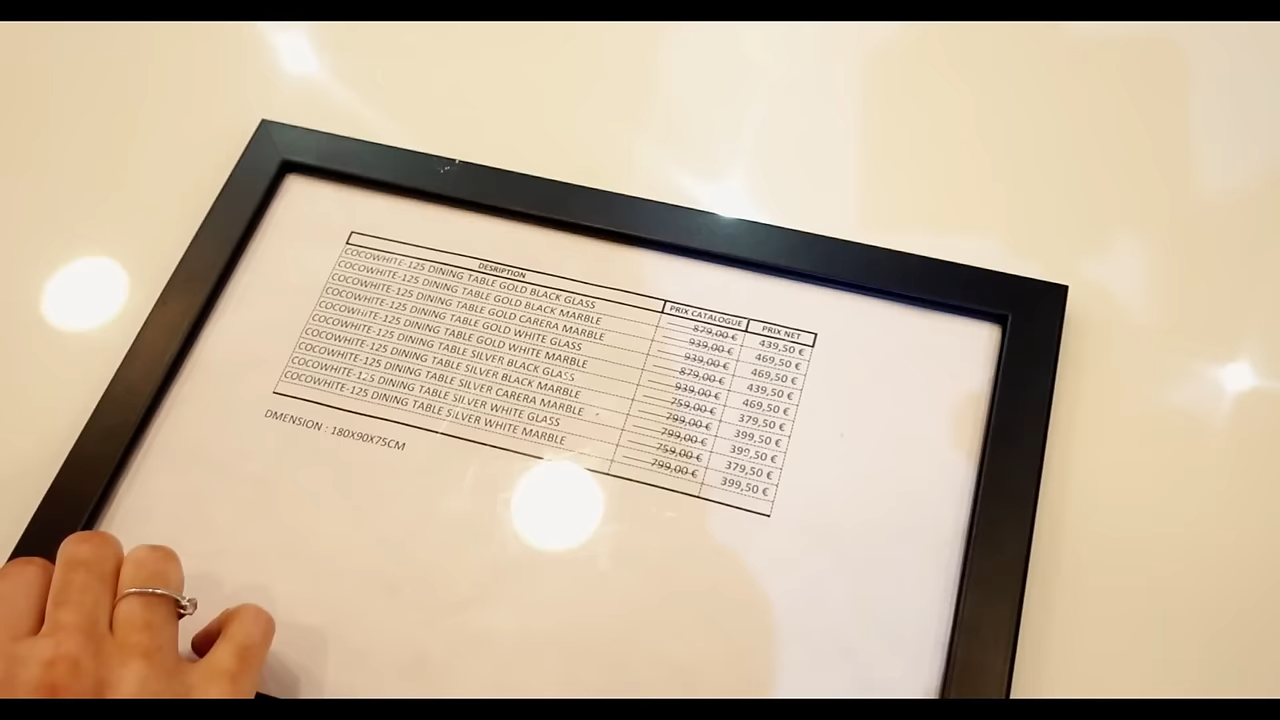 DESRIPTION PRIX CATALOGUE PRIX NET
COCOWHITE-125 DINING TABLE GOLD BLACK GLASS 879,00 € 439,50 €
COCOWHITE-125 DINING TABLE GOLD BLACK MARBLE 939,00 € 469,50 €
COCOWHITE-125 DINING TABLE GOLD CARERA MARBLE 939,00 € 469,50 €
COCOWHITE-125 DINING TABLE GOLD WHITE GLASS 879,00 € 439,50 €
COCOWHITE-125 DINING TABLE GOLD WHITE MARBLE 939,00 € 469,50 €
COCOWHITE-125 DINING TABLE SILVER BLACK GLASS 759,00 € 379,50 €
COCOWHITE-125 DINING TABLE SILVER BLACK MARBLE 799,00 € 399,50 €
COCOWHITE-125 DINING TABLE SILVER CARERA MARBLE 799,00 € 399,50 €
COCOWHITE-125 DINING TABLE SILVER WHITE GLASS 759,00 € 379,50 €
COCOWHITE-125 DINING TABLE SILVER WHITE MARBLE 799,00 € 399,50 €
DMENSION : 180X90X75CM